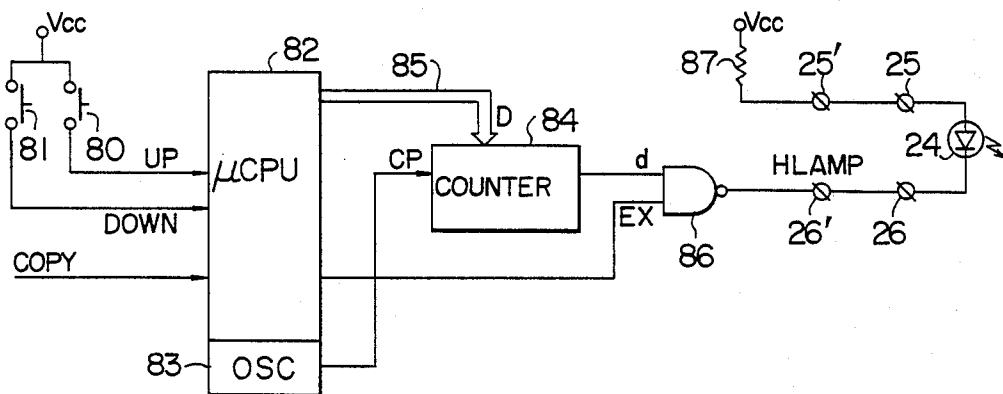 Vcc
82
85
Vcc
87
25'
25
81
80
UP
μCPU
D
84
CP
COUNTER
d
HLAMP
24
DOWN
EX
86
26'
26
COPY
83
OSC